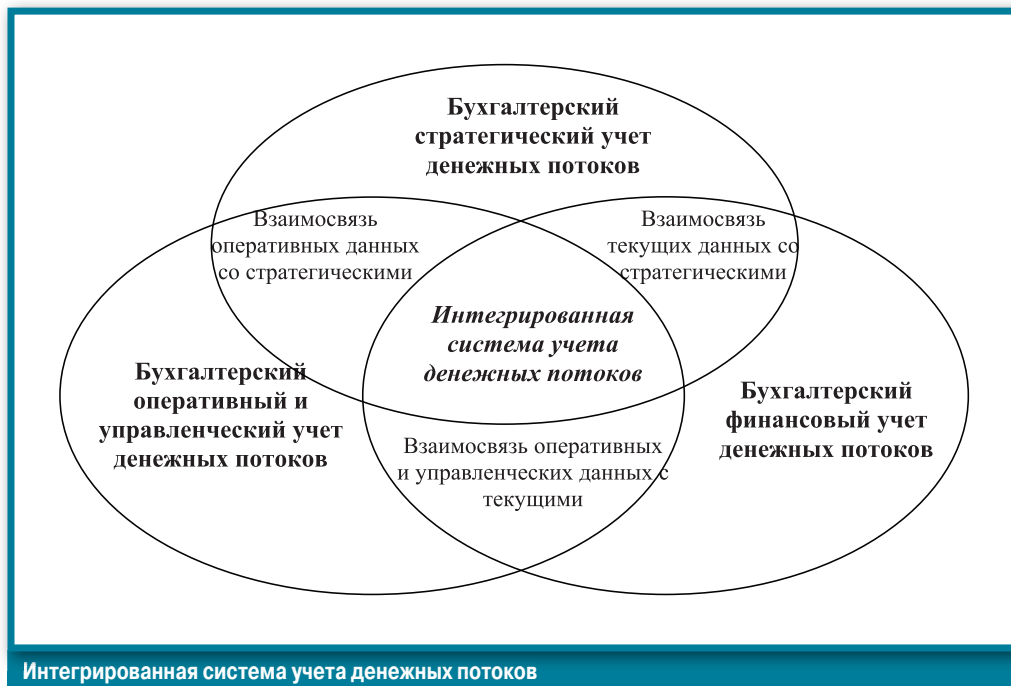 Бухгалтерский
стратегический учет
денежных потоков
Взаимосвязь
оперативных данных
со стратегическими
Взаимосвязь
текущих данных со
стратегическими
Интегрированная
система учета
денежных потоков
Бухгалтерский
оперативный и
управленческий учет
денежных потоков
Бухгалтерский
финансовый учет
денежных потоков
Взаимосвязь оперативных
и управленческих данных с
текущими
Интегрированная система учета денежных потоков